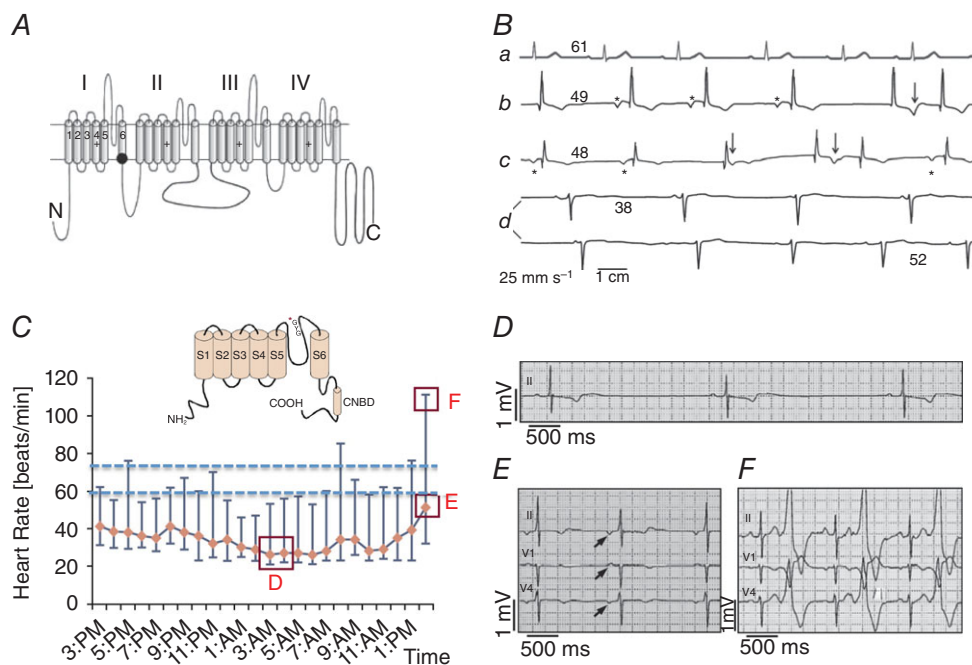 A
I II III IV
1 2 3 4 5 6
+ + + +
N
C
B
a 61
b 49
* * *
c 48
* * *
d 38
52
25 mm s⁻¹ 1 cm
C
S1 S2 S3 S4 S5 S6
NH₂
COOH
CNBD
Heart Rate [beats/min]
120
100
80
60
40
20
0
F
E
D
3:PM 5:PM 7:PM 9:PM 11:PM 1:AM 3:AM 5:AM 7:AM 9:AM 11:AM 1:PM
Time
D
II
1 mV
500 ms
E
II
V1
V4
1mV
500 ms
F
II
V1
V4
1mV
500 ms